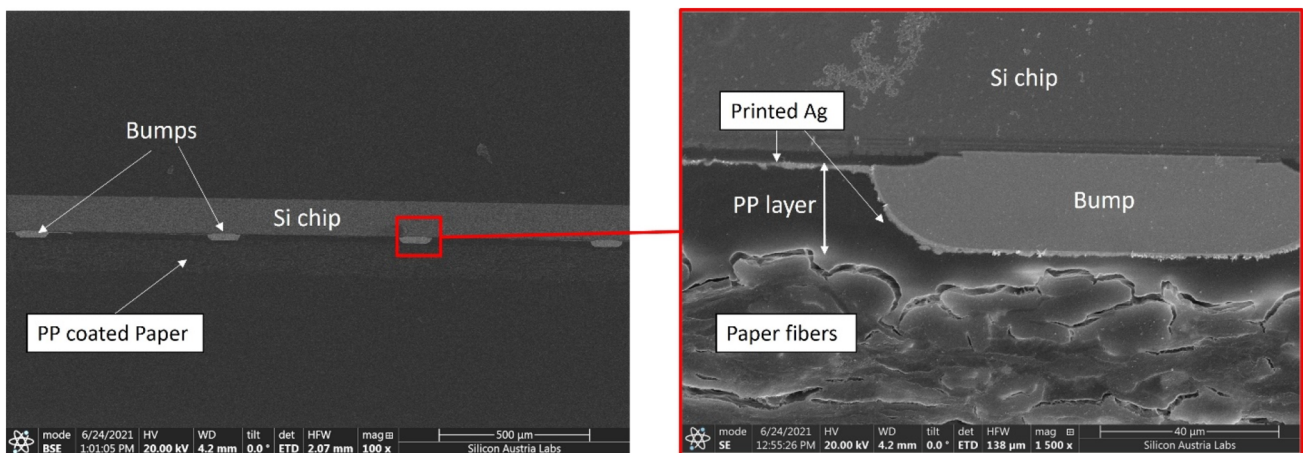 Bumps
Si chip
PP coated Paper
mode 6/24/2021 HV WD tilt det HFW mag ⊞ 500 µm
BSE 1:01:05 PM 20.00 kV 4.2 mm 0.0 ° ETD 2.07 mm 100 x Silicon Austria Labs
Si chip
Printed Ag
PP layer
Bump
Paper fibers
mode 6/24/2021 HV WD tilt det HFW mag ⊞ 40 µm
SE 12:55:26 PM 20.00 kV 4.2 mm 0.0 ° ETD 138 µm 1 500 x Silicon Austria Labs